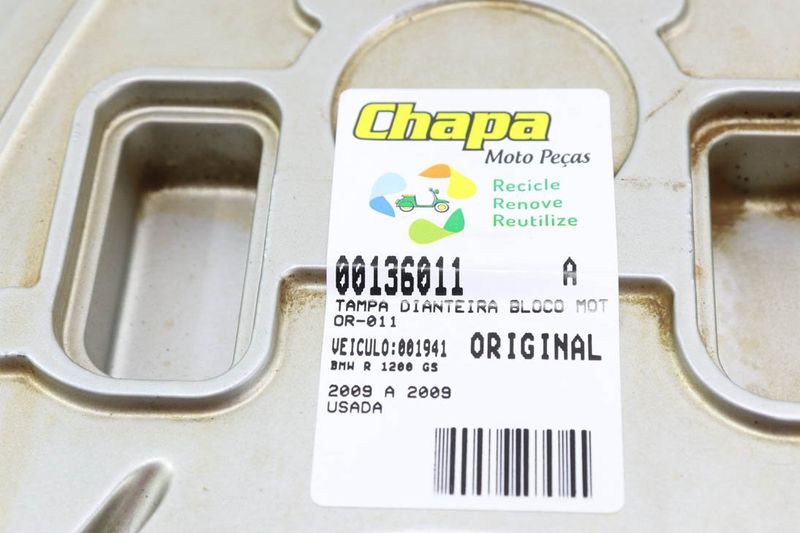 Chapa
Moto Peças
Recicle
Renove
Reutilize
00136011 A
TAMPA DIANTEIRA BLOCO MOT
OR-011
VEICULO:001941 ORIGINAL
BMW R 1200 GS
2009 A 2009
USADA